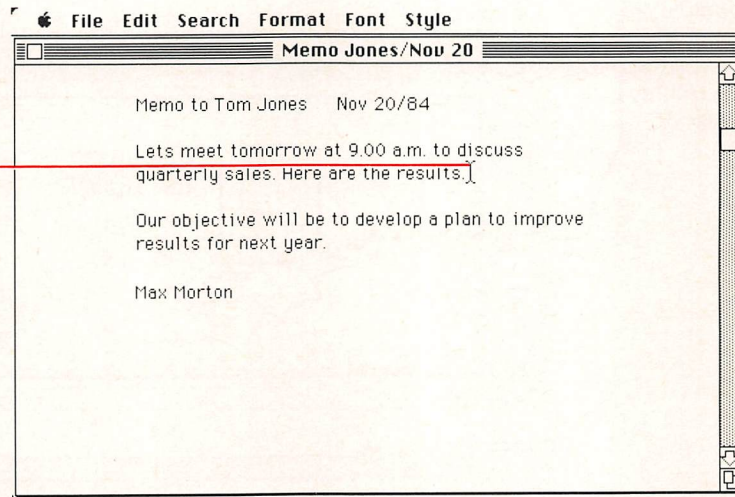 File Edit Search Format Font Style
Memo Jones/Nov 20
Memo to Tom Jones Nov 20/84
Lets meet tomorrow at 9.00 a.m. to discuss
quarterly sales. Here are the results.
Our objective will be to develop a plan to improve
results for next year.
Max Morton